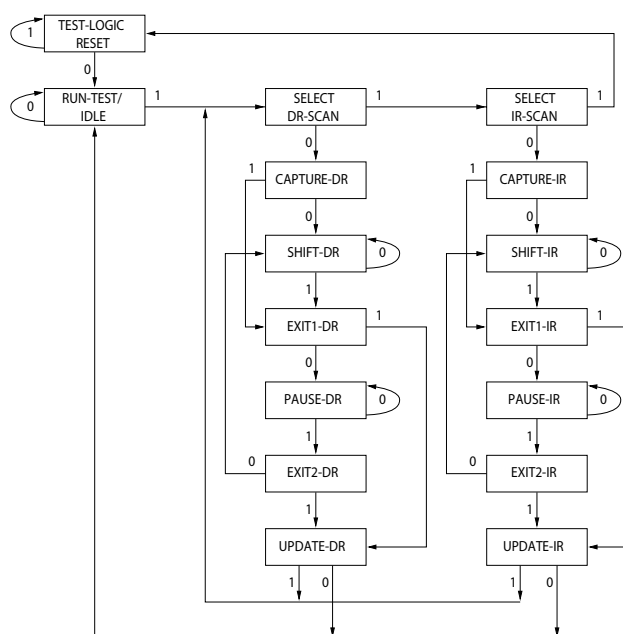 TEST-LOGIC
RESET
1
0
RUN-TEST/
IDLE
0
1
SELECT
DR-SCAN
1
SELECT
IR-SCAN
1
0
0
1
CAPTURE-DR
1
CAPTURE-IR
0
0
SHIFT-DR
0
SHIFT-IR
0
1
1
EXIT1-DR
1
EXIT1-IR
1
0
0
PAUSE-DR
0
PAUSE-IR
0
1
1
0
EXIT2-DR
0
EXIT2-IR
1
1
UPDATE-DR
UPDATE-IR
1
0
1
0